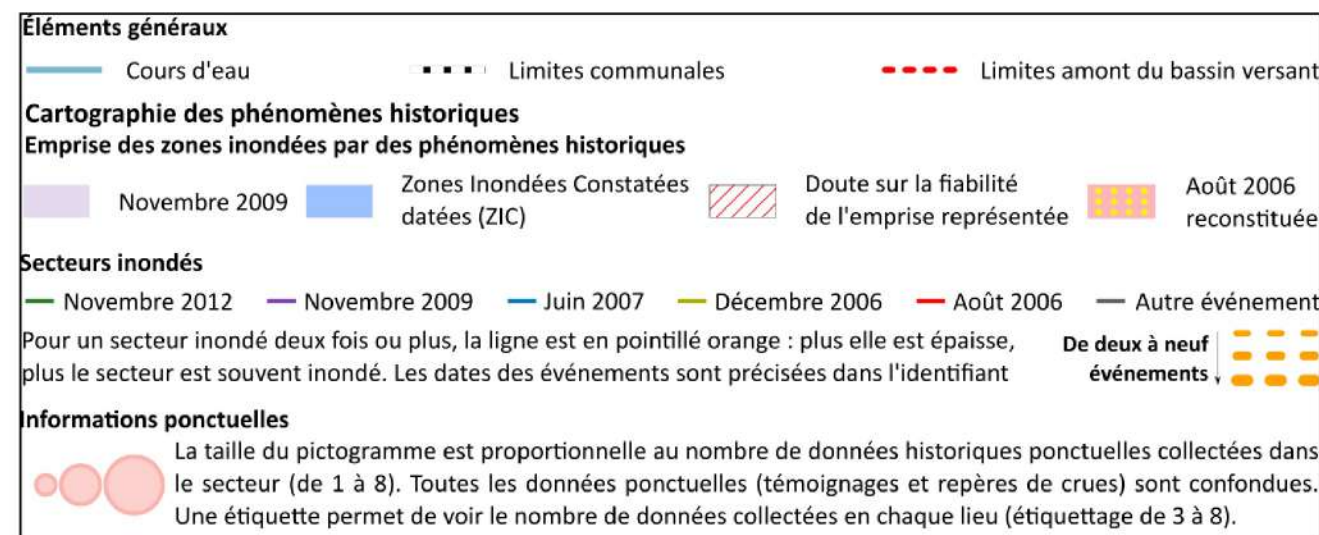 Éléments généraux
Cours d'eau Limites communales Limites amont du bassin versant
Cartographie des phénomènes historiques
Emprise des zones inondées par des phénomènes historiques
Novembre 2009
Zones Inondées Constatées
datées (ZIC)
Doute sur la fiabilité
de l'emprise représentée
Août 2006
reconstituée
Secteurs inondés
Novembre 2012 Novembre 2009 Juin 2007 Décembre 2006 Août 2006 Autre événement
Pour un secteur inondé deux fois ou plus, la ligne est en pointillé orange : plus elle est épaisse,
plus le secteur est souvent inondé. Les dates des événements sont précisées dans l'identifiant
De deux à neuf
événements
Informations ponctuelles
La taille du pictogramme est proportionnelle au nombre de données historiques ponctuelles collectées dans
le secteur (de 1 à 8). Toutes les données ponctuelles (témoignages et repères de crues) sont confondues.
Une étiquette permet de voir le nombre de données collectées en chaque lieu (étiquettage de 3 à 8).